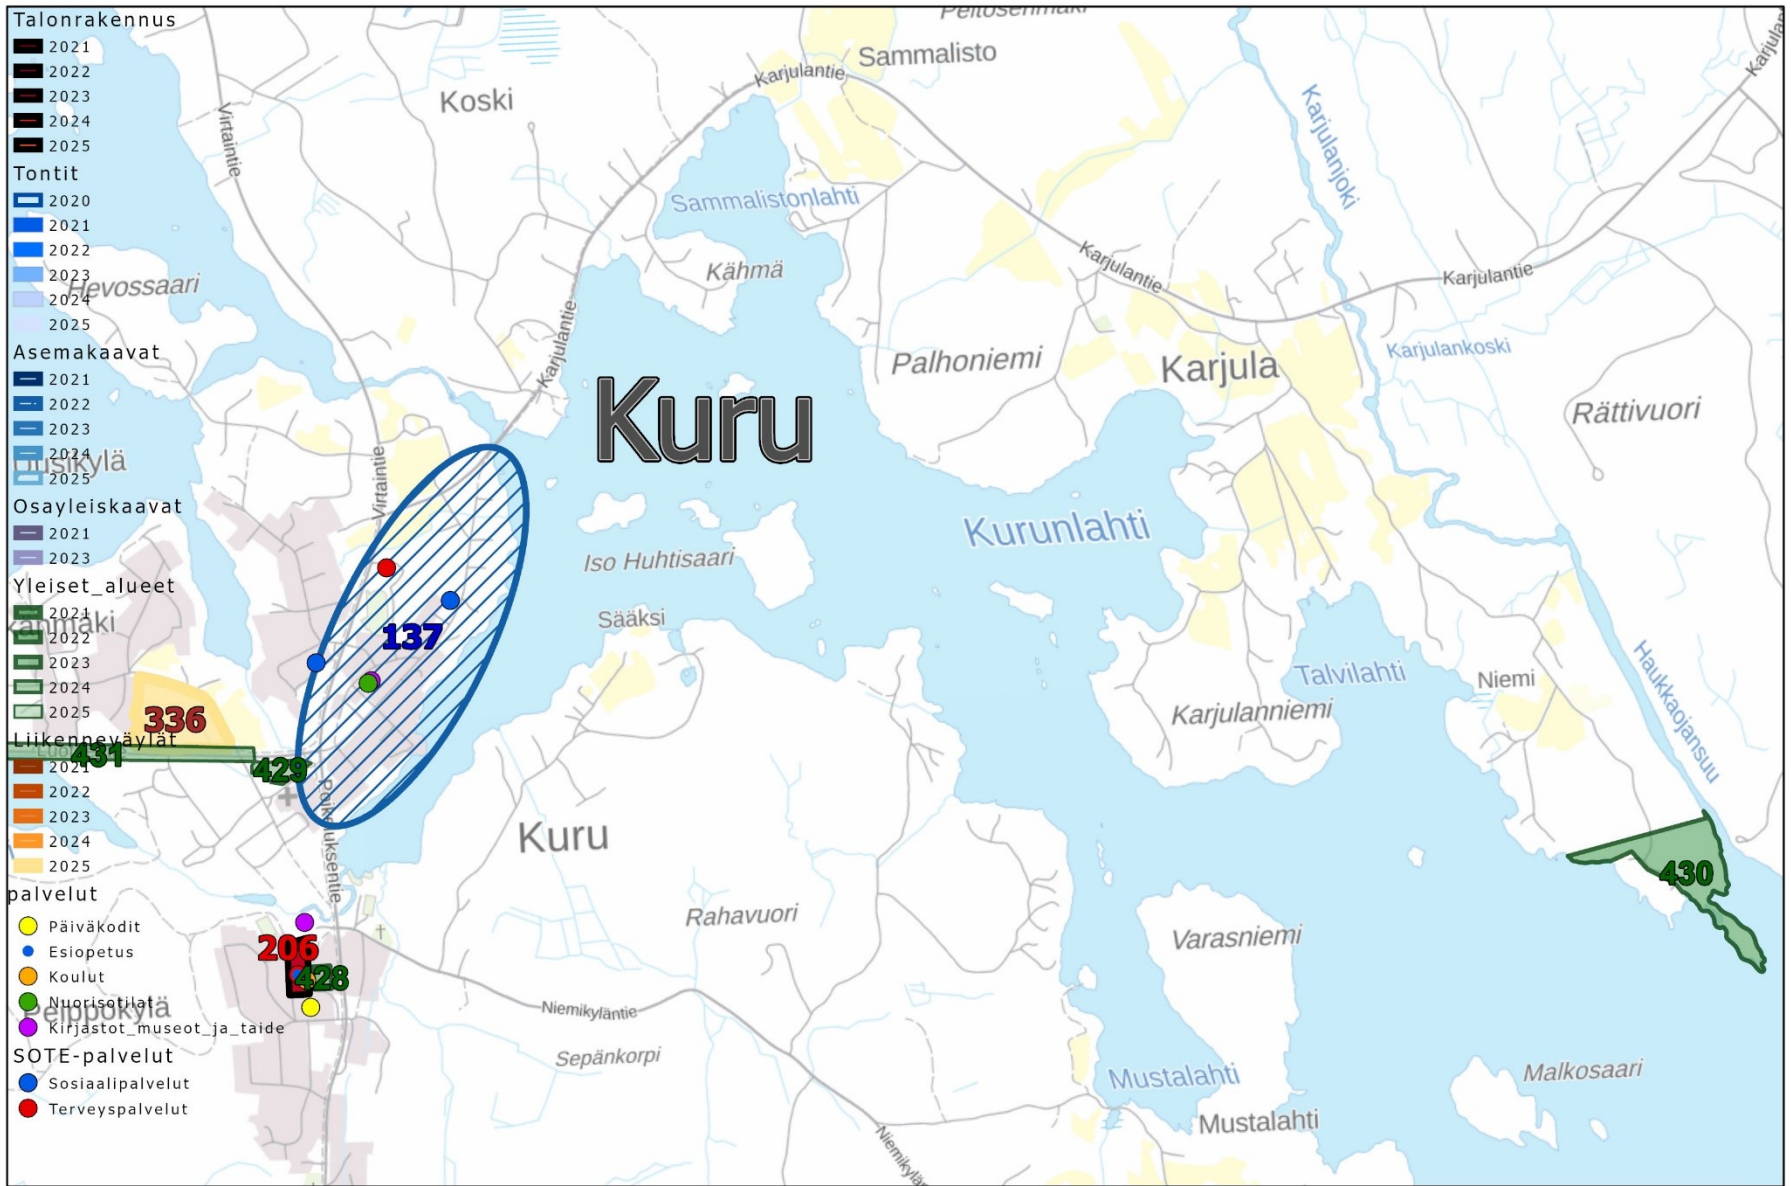 Talonrakennus
2021
2022
2023
2024
2025
Tontit
2020
2021
2022
2023
2024
2025
Asemakaavat
2021
2022
2023
2024
2025
Osayleiskaavat
2021
2023
Yleiset_alueet
2021
2022
2023
2024
2025
Liikenneväylät
2021
2022
2023
2024
2025
palvelut
Päiväkodit
Esiopetus
Koulut
Nuorisotilat
Kirjastot_museot_ja_taide
SOTE-palvelut
Sosiaalipalvelut
Terveyspalvelut
Sammalisto
Karjulantie
Koski
Virtaintie
Karjulanjoki
Sammalistonlahti
Kähmä
Hevossaari
Karjulantie
Karjulantie
Karjulantie
Palhoniemi
Karjula
Karjulankoski
Rättivuori
Kuru
Uusikylä
Virtaintie
Kurunlahti
Iso Huhtisaari
Sääksi
137
336
431
429
Talvilahti
Niemi
Haukkaojansuu
Karjulanniemi
Poikeluksentie
Kuru
430
Rahavuori
Varasniemi
206
428
Peippokylä
Niemikyläntie
Sepänkorpi
Mustalahti
Malkosaari
Mustalahti